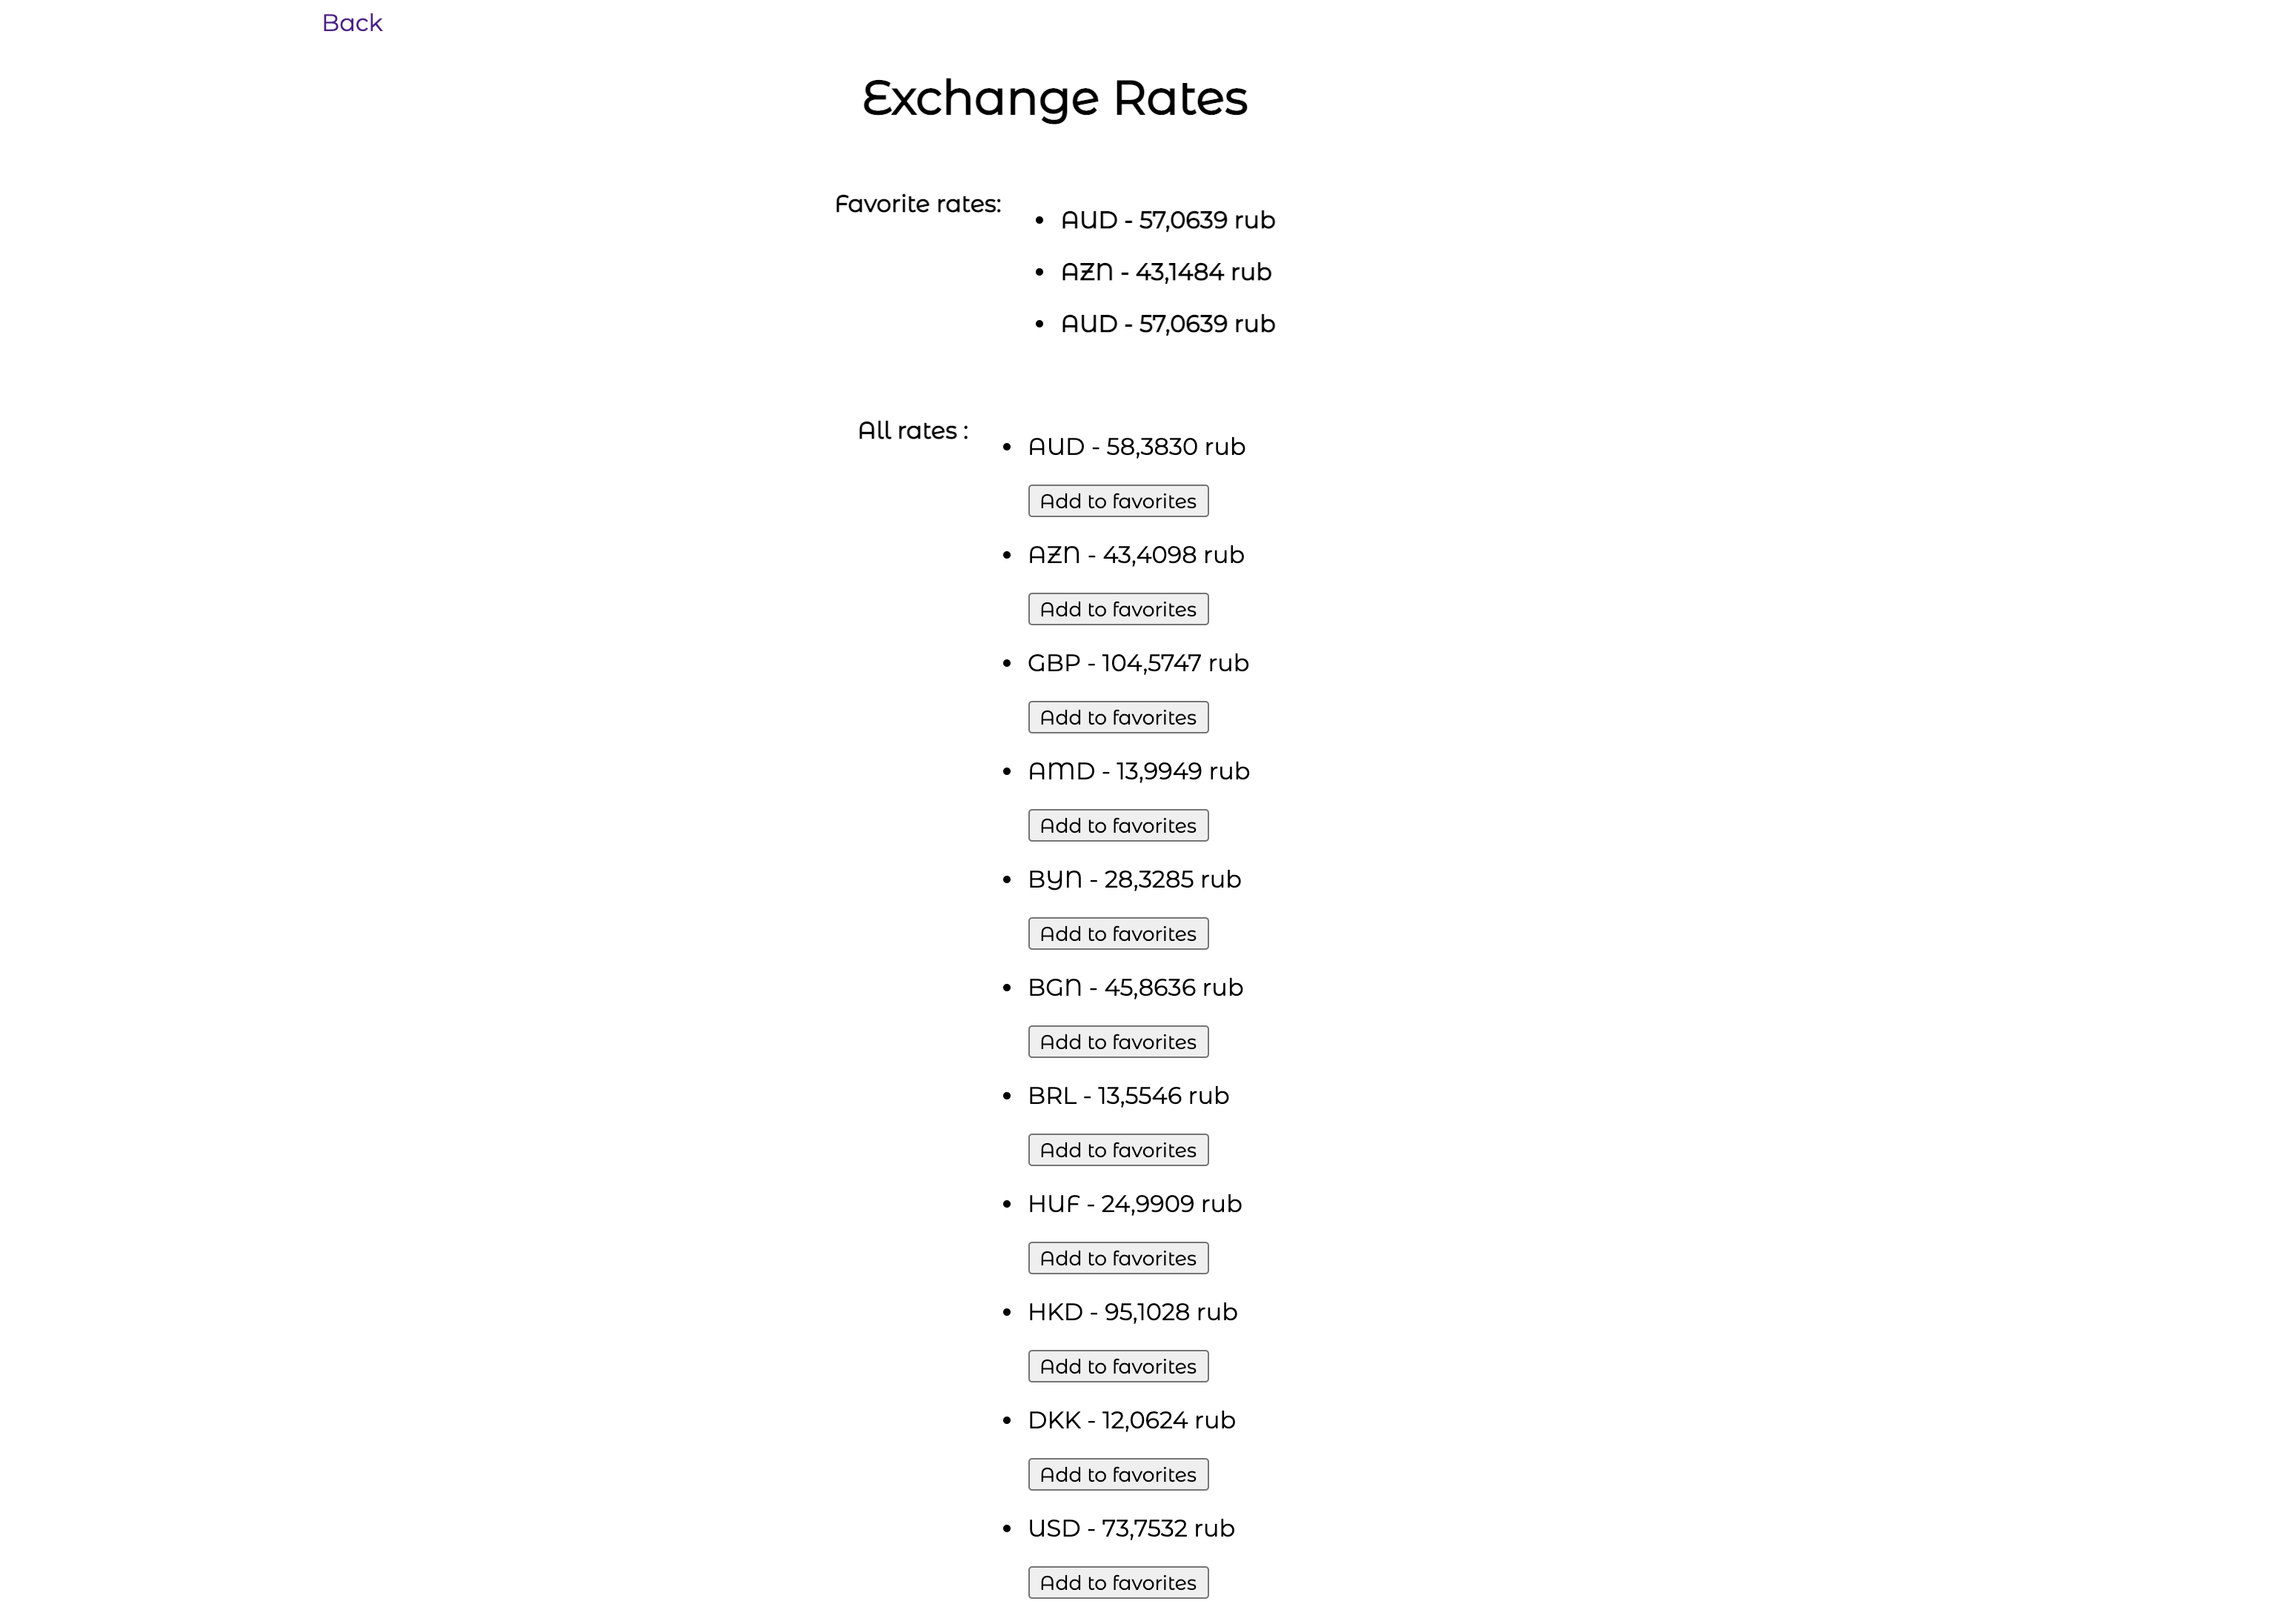 Back
Exchange Rates
Favorite rates:
• AUD - 57,0639 rub
• AZN - 43,1484 rub
• AUD - 57,0639 rub
All rates :
• AUD - 58,3830 rub
Add to favorites
• AZN - 43,4098 rub
Add to favorites
• GBP - 104,5747 rub
Add to favorites
• AMD - 13,9949 rub
Add to favorites
• BYN - 28,3285 rub
Add to favorites
• BGN - 45,8636 rub
Add to favorites
• BRL - 13,5546 rub
Add to favorites
• HUF - 24,9909 rub
Add to favorites
• HKD - 95,1028 rub
Add to favorites
• DKK - 12,0624 rub
Add to favorites
• USD - 73,7532 rub
Add to favorites